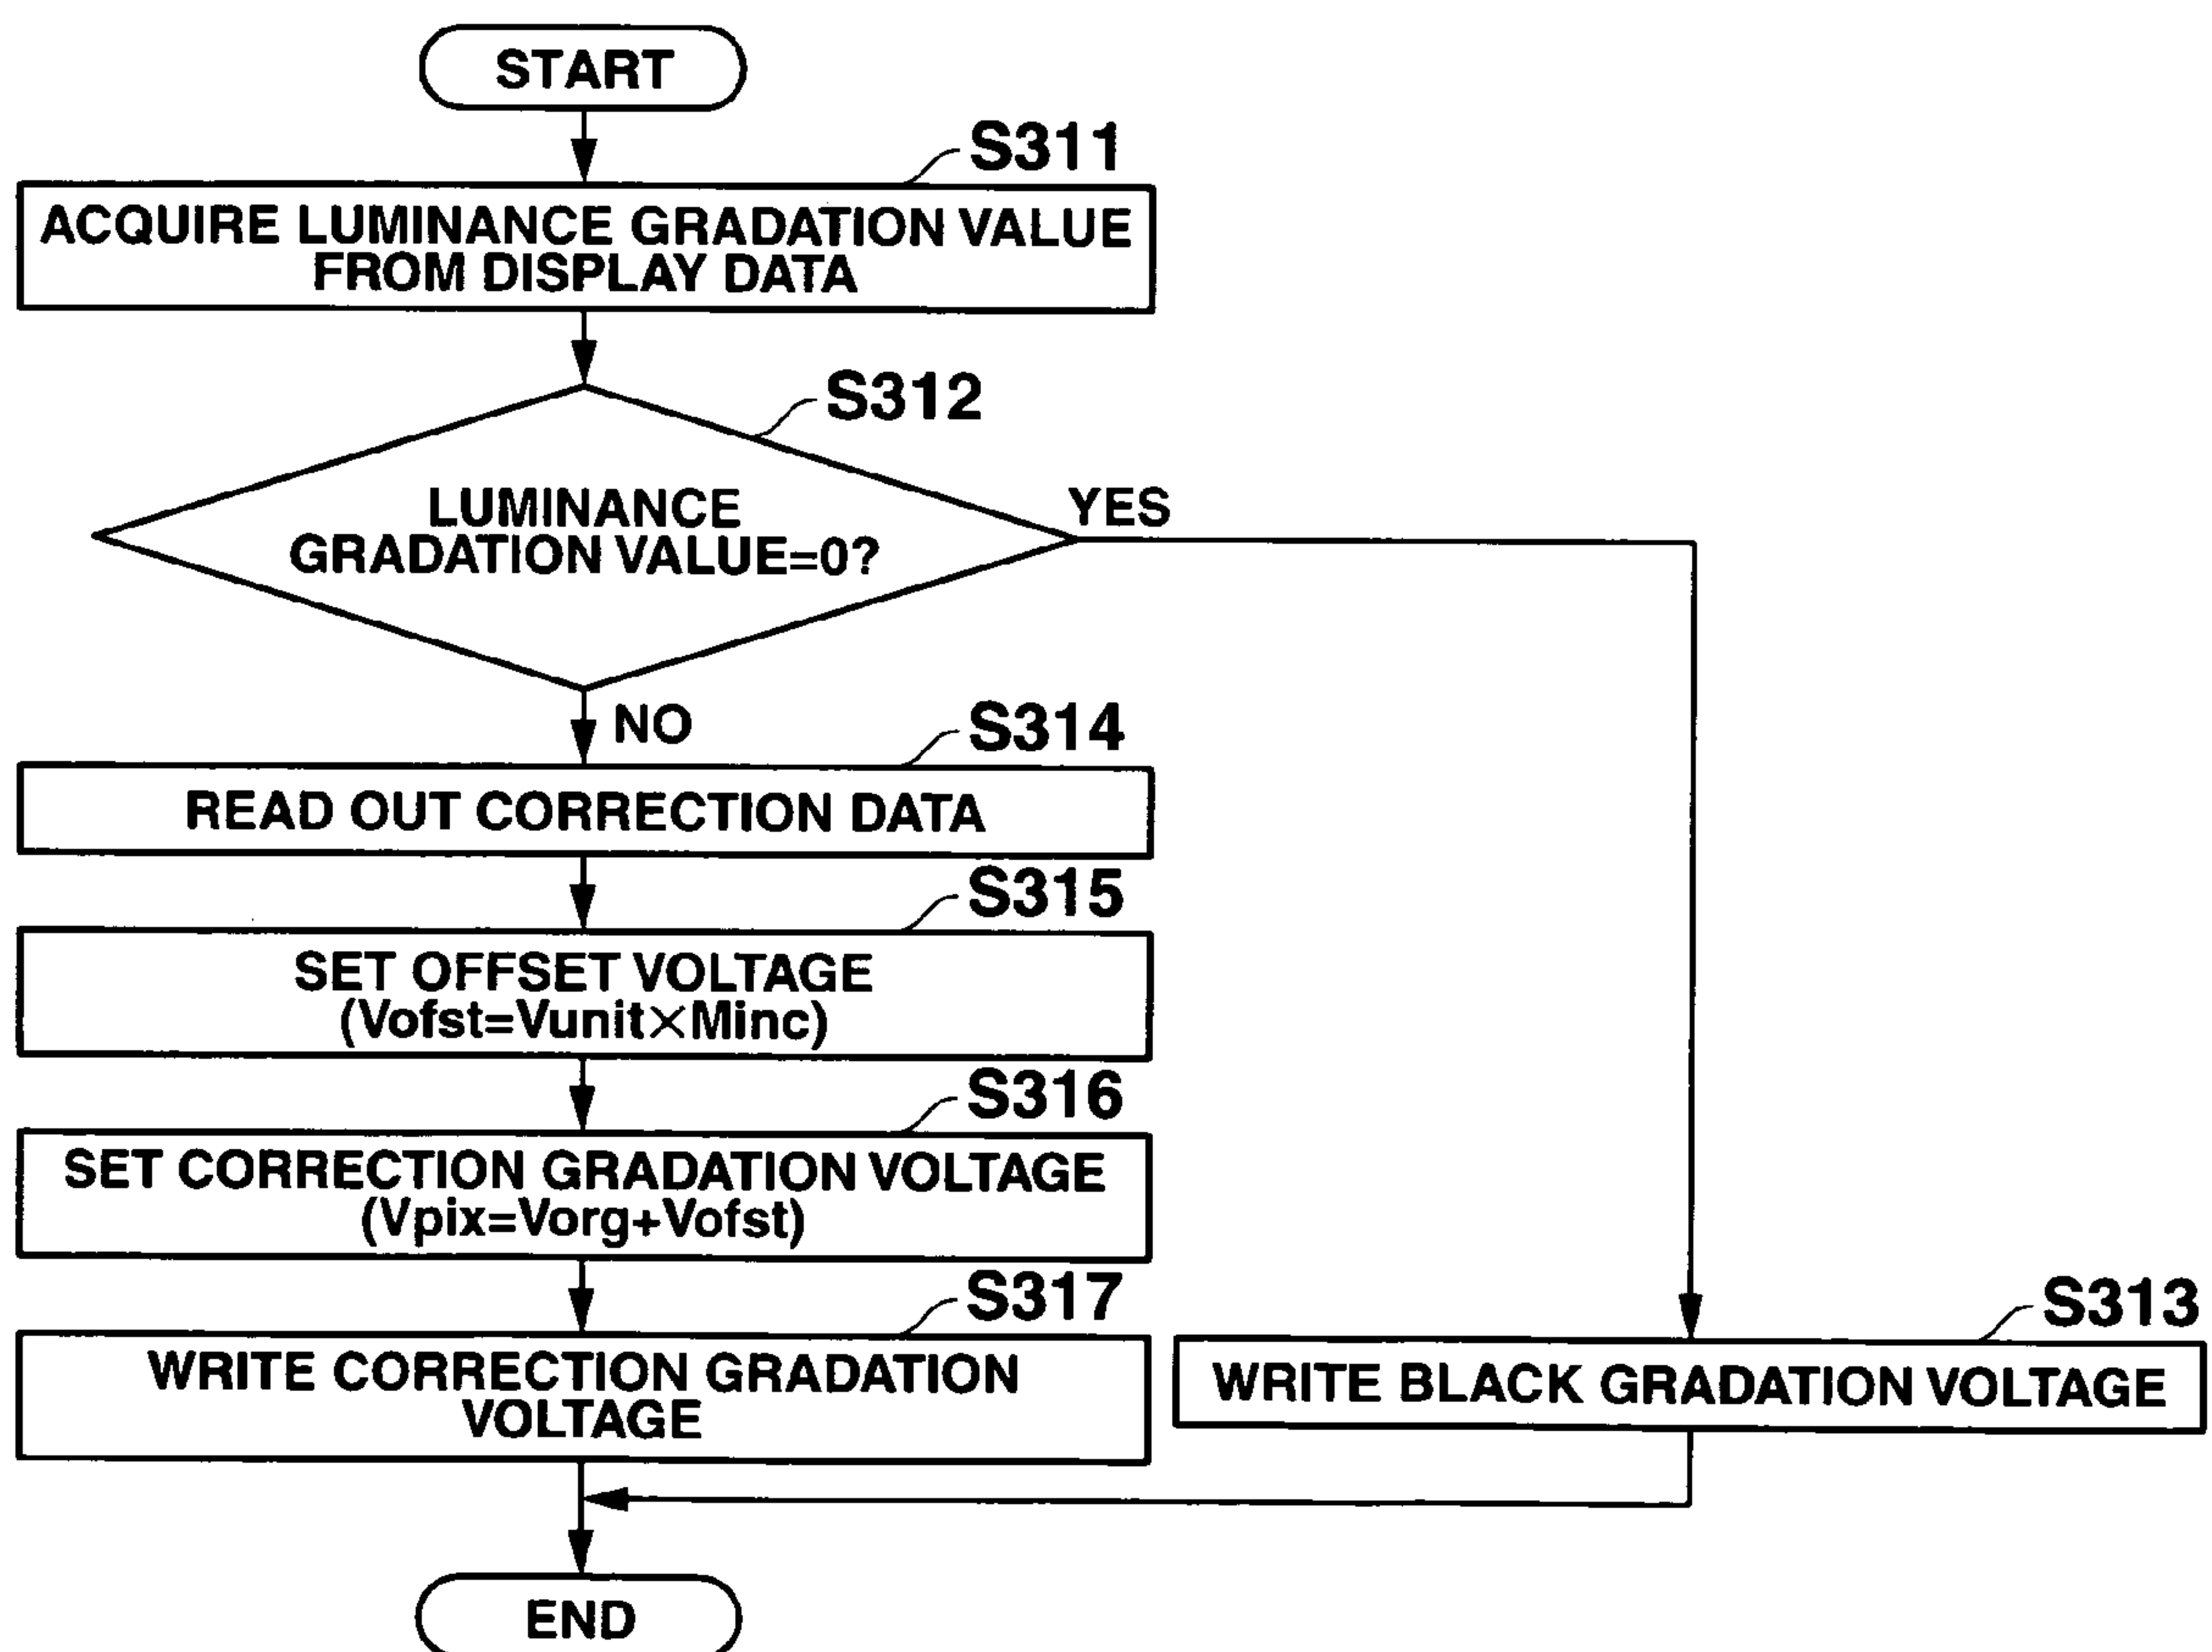 START
S311
ACQUIRE LUMINANCE GRADATION VALUE
FROM DISPLAY DATA
S312
LUMINANCE
GRADATION VALUE=0?
YES
NO
S314
READ OUT CORRECTION DATA
S315
SET OFFSET VOLTAGE
(Vofst=Vunit×Minc)
S316
SET CORRECTION GRADATION VOLTAGE
(Vpix=Vorg+Vofst)
S317
WRITE CORRECTION GRADATION
VOLTAGE
S313
WRITE BLACK GRADATION VOLTAGE
END